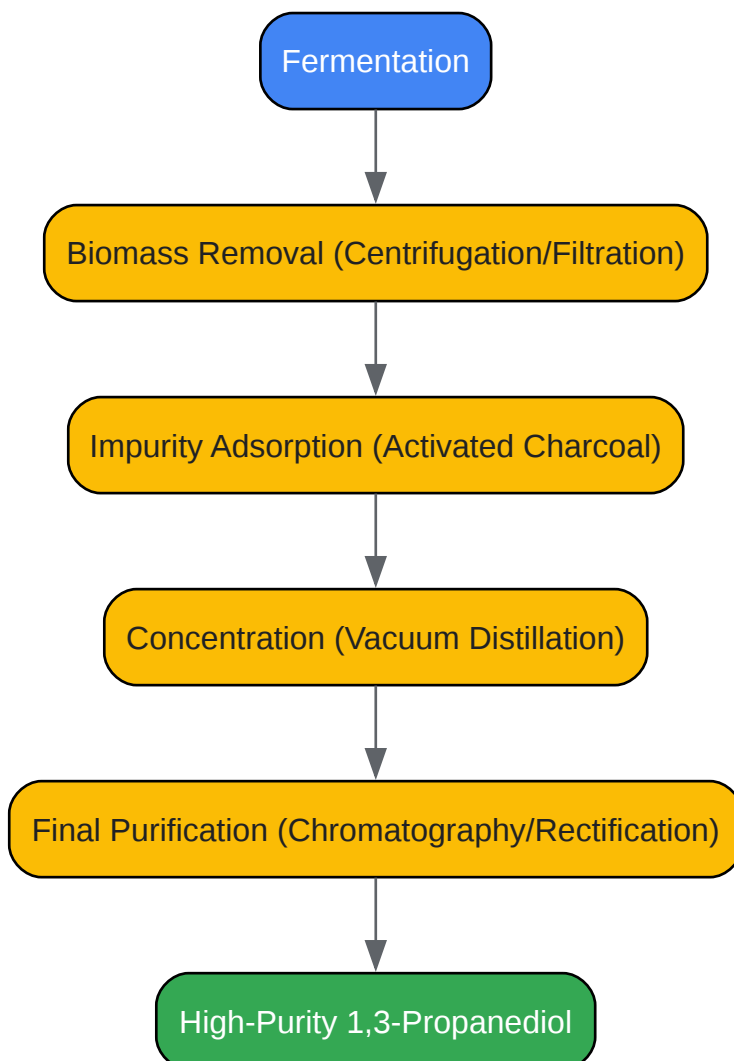 Fermentation
Biomass Removal (Centrifugation/Filtration)
Impurity Adsorption (Activated Charcoal)
Concentration (Vacuum Distillation)
Final Purification (Chromatography/Rectification)
High-Purity 1,3-Propanediol